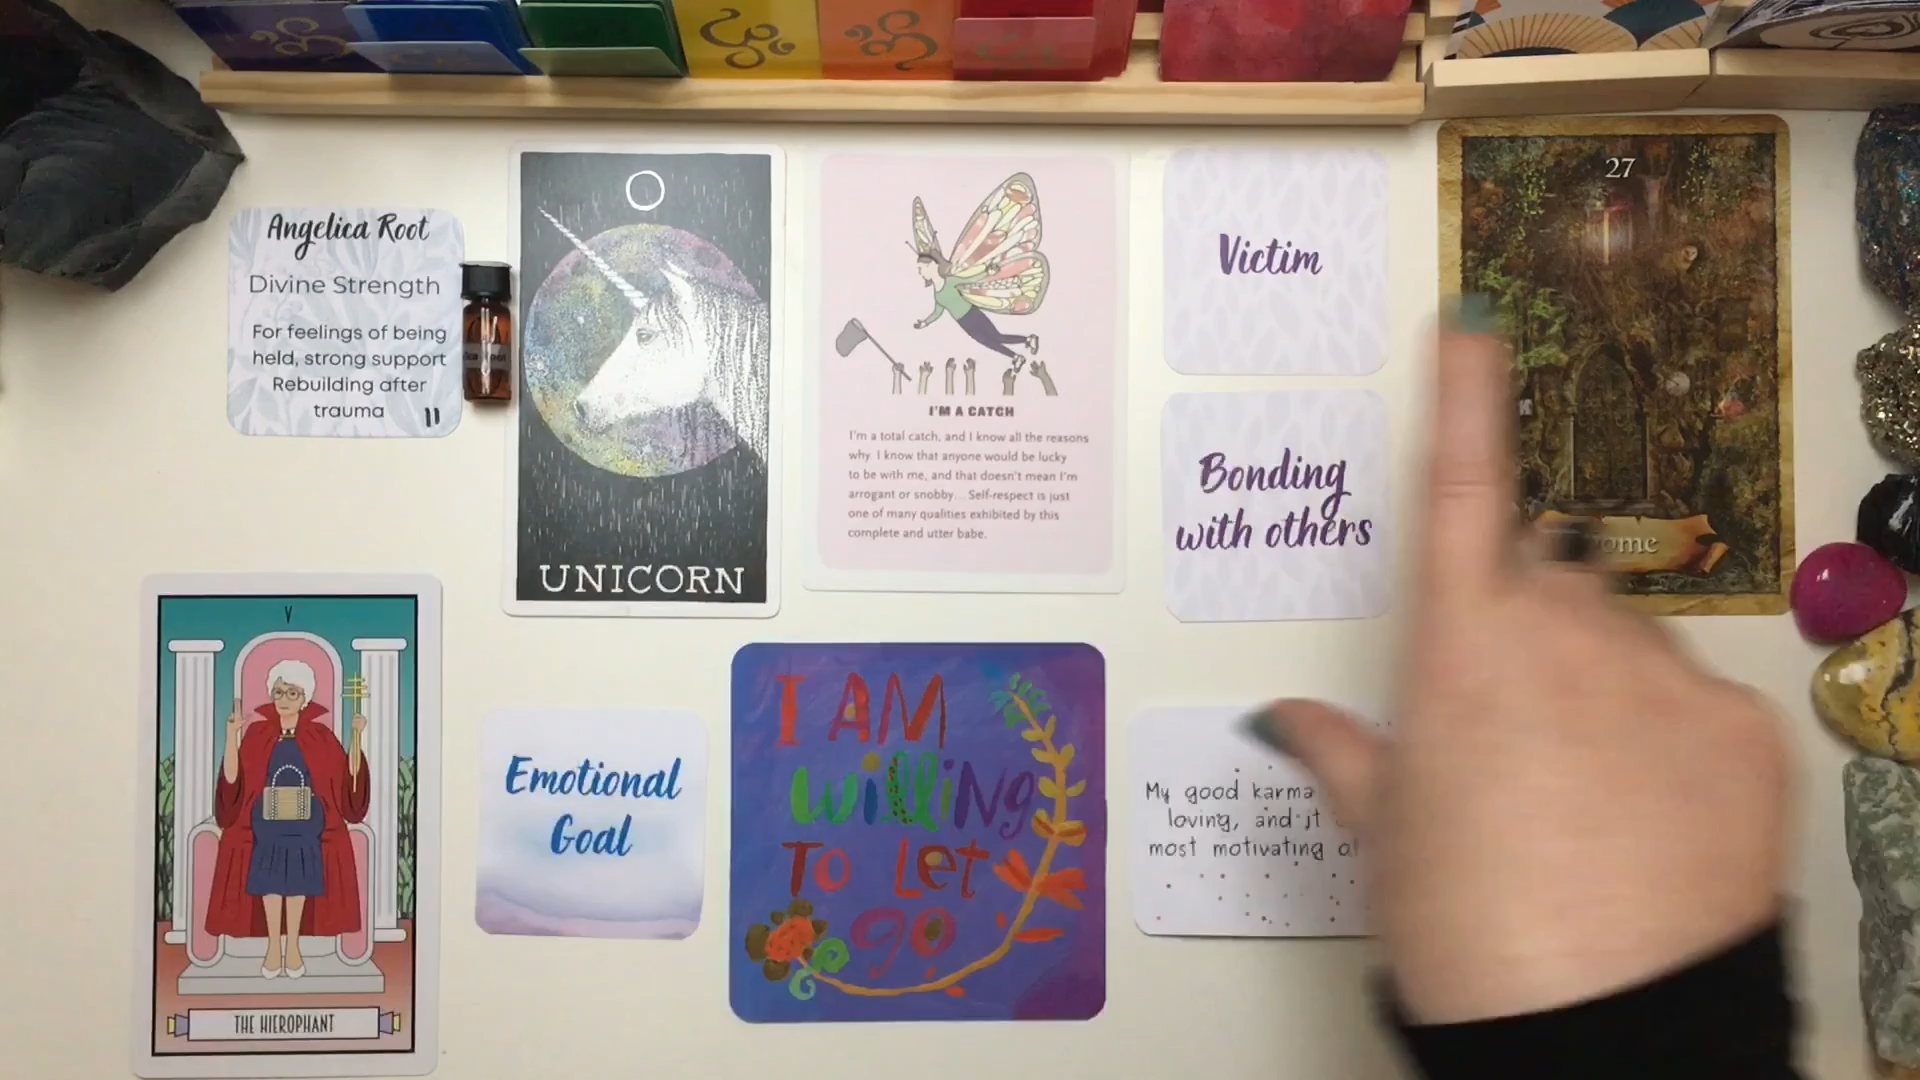 Angelica Root
Divine Strength
For feelings of being
held, strong support
Rebuilding after
trauma
11
O
UNICORN
I'M A CATCH
I'm a total catch, and I know all the reasons
why. I know that anyone would be lucky
to be with me, and that doesn't mean I'm
arrogant or snobby... Self-respect is just
one of many qualities exhibited by this
complete and utter babe.
Victim
Bonding
with others
27
V
THE HIEROPHANT
Emotional
Goal
I AM
willing
To Let
go
My good karma
loving, and it
most motivating